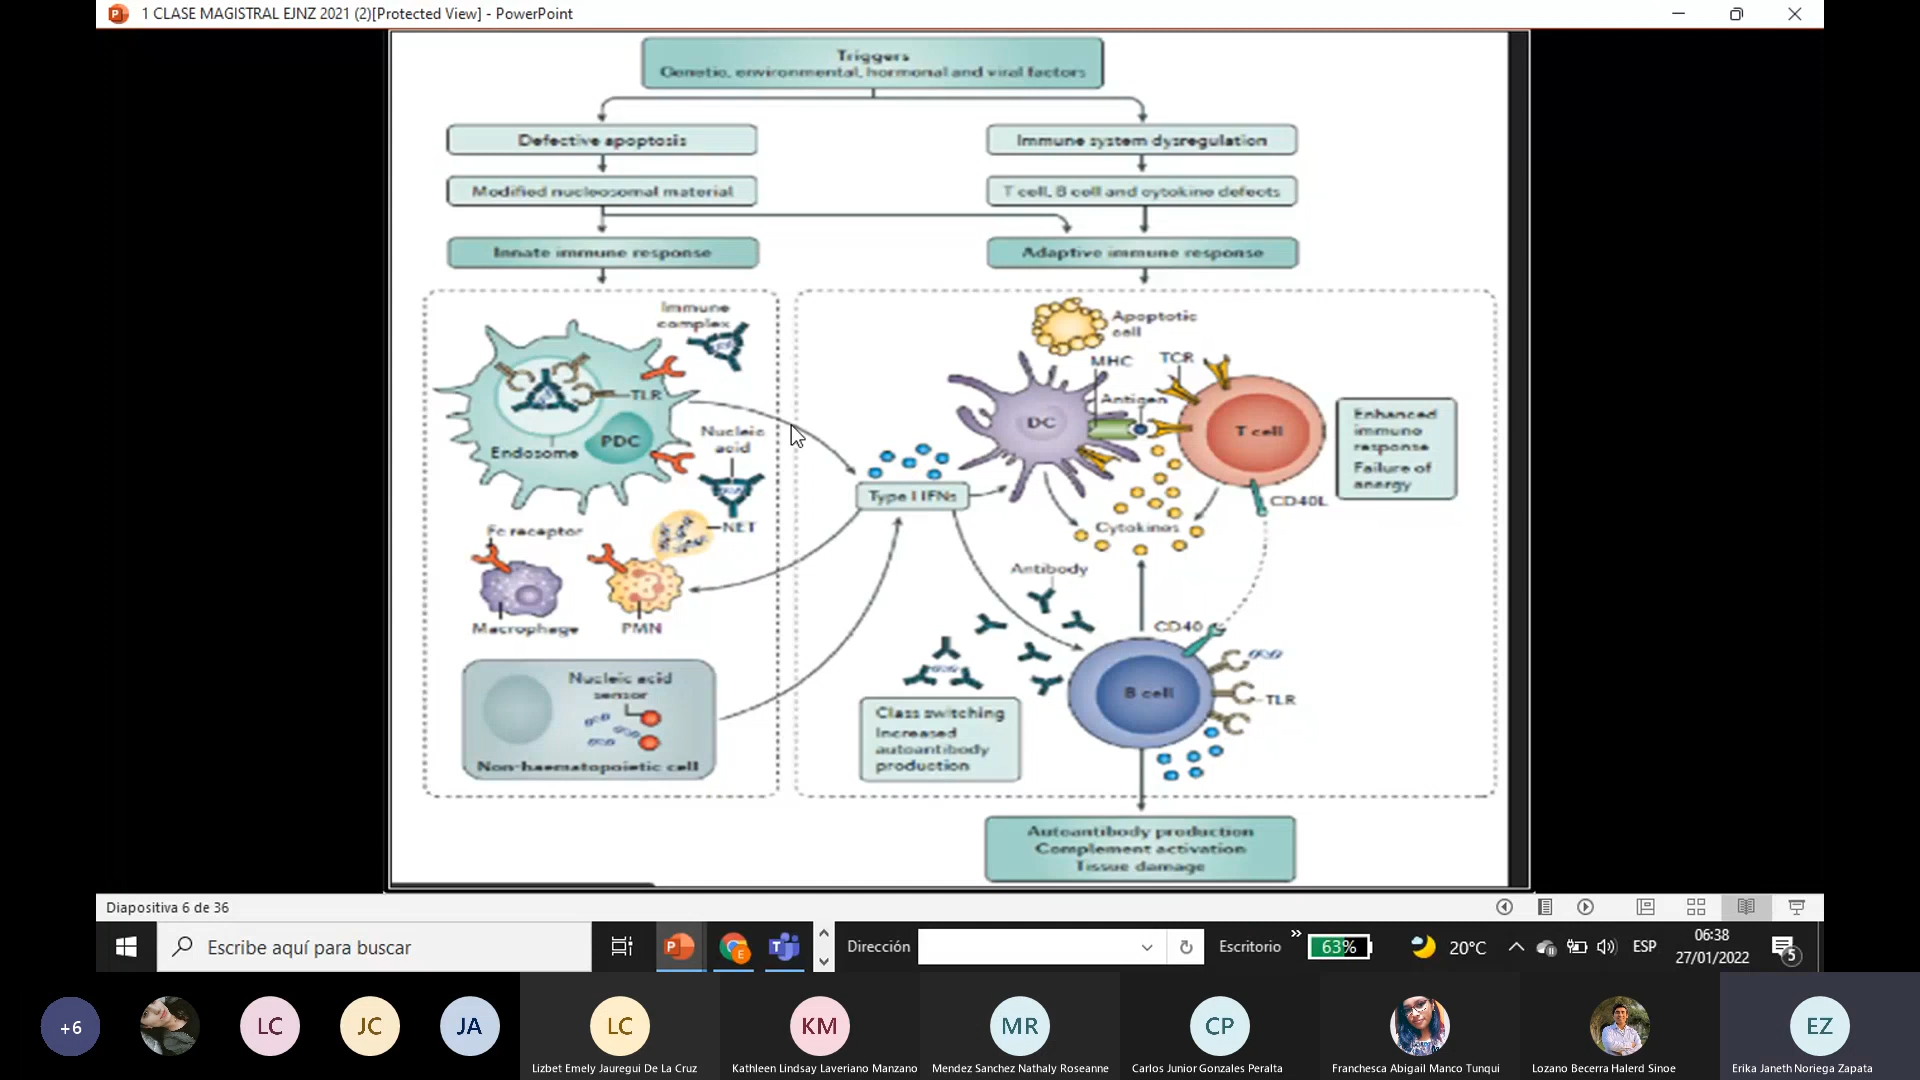 1 CLASE MAGISTRAL EJNZ 2021 (2)[Protected View] - PowerPoint
Triggers
Genetic, environmental, hormonal and viral factors
Defective apoptosis
Immune system dysregulation
Modified nucleosomal material
T cell, B cell and cytokine defects
Innate immune response
Adaptive immune response
Immune
complex
TLR
PDC
Endosome
Nucleic
acid
NET
Fc receptor
Macrophage
PMN
Nucleic acid
sensor
Non-haematopoietic cell
Type I IFNs
Apoptotic
cell
MHC
TCR
Antigen
DC
T cell
Enhanced
immune
response
Failure of
anergy
CD40L
Cytokines
Antibody
CD40
B cell
TLR
Class switching
Increased
autoantibody
production
Autoantibody production
Complement activation
Tissue damage
Diapositiva 6 de 36
Escribe aquí para buscar
E
Dirección
Escritorio
63%
20°C
ESP
06:38
27/01/2022
5
+6
LC
JC
JA
LC
KM
MR
CP
EZ
Lizbet Emely Jauregui De La Cruz
Kathleen Lindsay Laveriano Manzano
Mendez Sanchez Nathaly Roseanne
Carlos Junior Gonzales Peralta
Franchesca Abigail Manco Tunqui
Lozano Becerra Halerd Sinoe
Erika Janeth Noriega Zapata